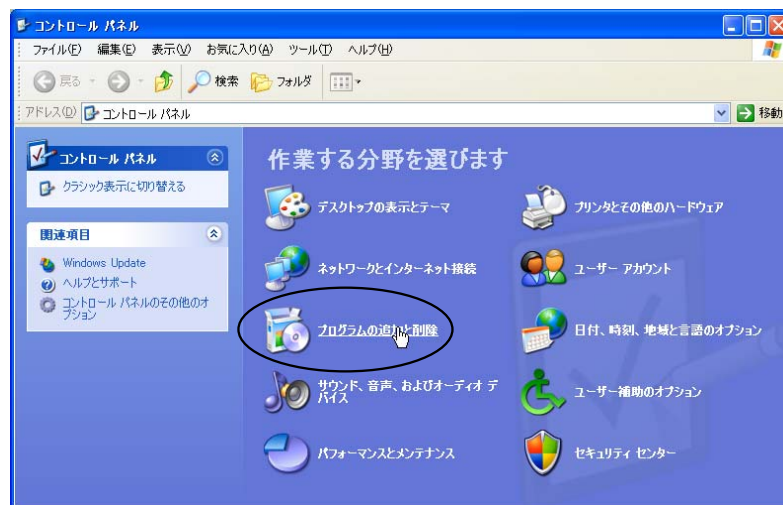 コントロール パネル
ファイル(F) 編集(E) 表示(V) お気に入り(A) ツール(T) ヘルプ(H)
戻る 検索 フォルダ
アドレス(D) コントロール パネル 移動
コントロール パネル
クラシック表示に切り替える
関連項目
Windows Update
ヘルプとサポート
コントロール パネルのその他のオ
プション
作業する分野を選びます
デスクトップの表示とテーマ
プリンタとその他のハードウェア
ネットワークとインターネット接続
ユーザー アカウント
プログラムの追加と削除
日付、時刻、地域と言語のオプション
サウンド、音声、およびオーディオ デ
バイス
ユーザー補助のオプション
パフォーマンスとメンテナンス
セキュリティ センター